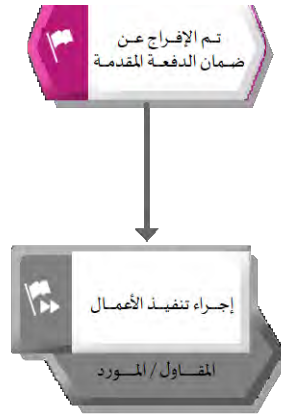 تم الإفراج عن
ضمان الدفعة المقدمة
إجراء تنفيذ الأعمال
المقاول / المورد